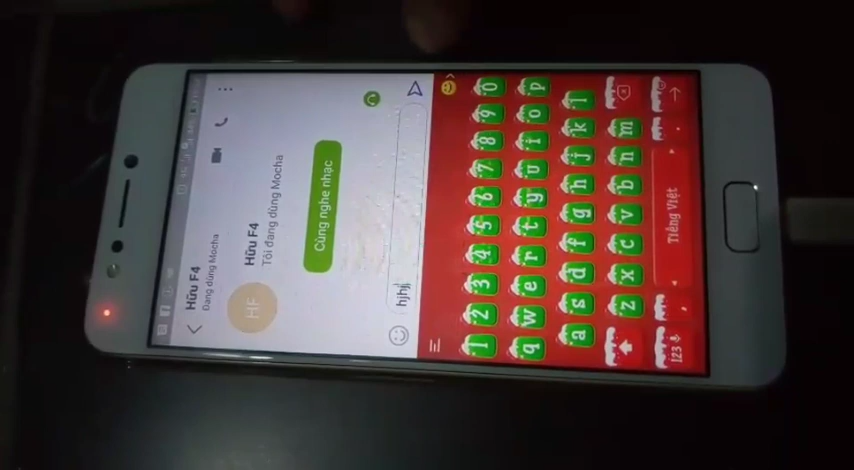 Hữu F4
Đang dùng Mocha
HF
Hữu F4
Tôi đang dùng Mocha
Cùng nghe nhạc
hjhj
1 2 3 4 5 6 7 8 9 0
q w e r t y u i o p
a s d f g h j k l
z x c v b n m
123 , Tiếng Việt .